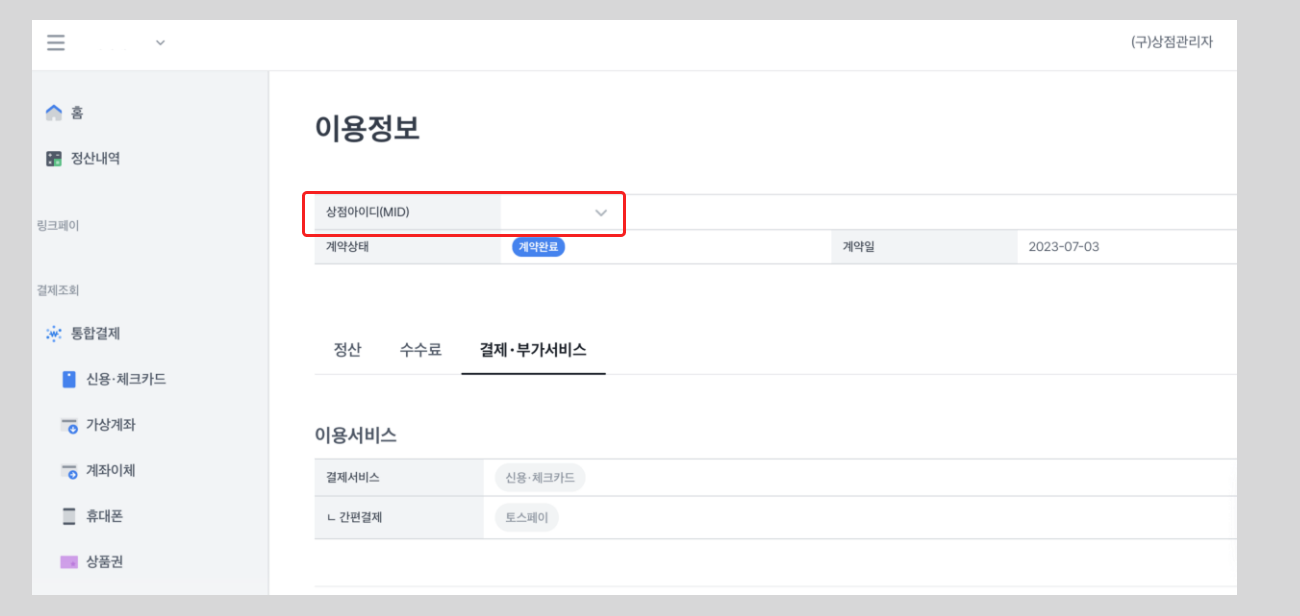 (구)상점관리자
홈
정산내역
링크페이
결제조회
통합결제
신용·체크카드
가상계좌
계좌이체
휴대폰
상품권
이용정보
상점아이디(MID)
계약상태 계약완료 계약일 2023-07-03
정산 수수료 결제·부가서비스
이용서비스
결제서비스 신용·체크카드
ㄴ 간편결제 토스페이